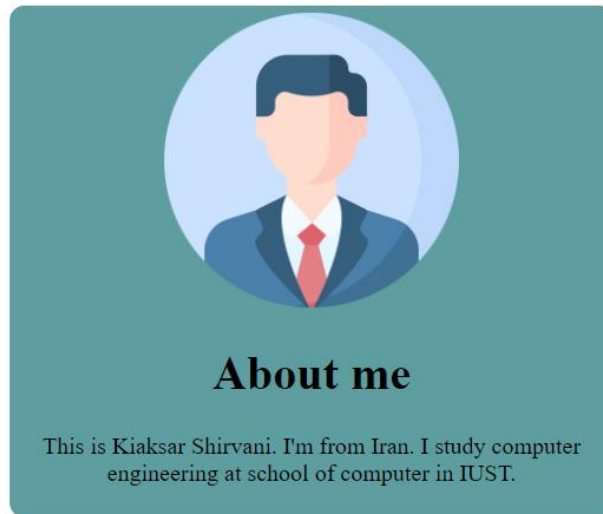 About me
This is Kiaksar Shirvani. I'm from Iran. I study computer
engineering at school of computer in IUST.